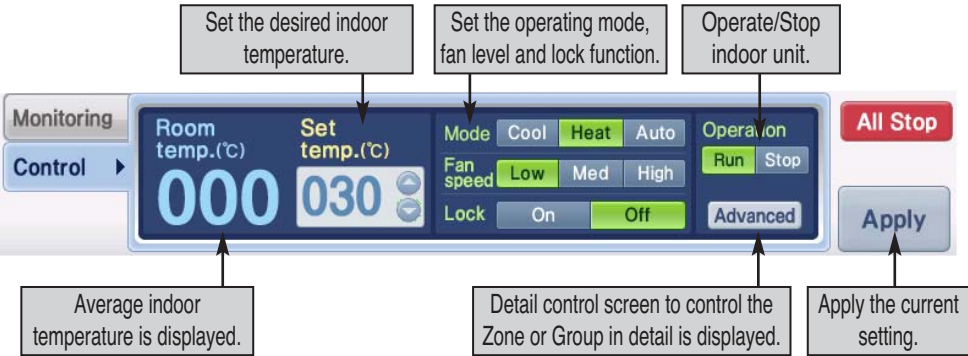 Set the desired indoor
temperature.
Set the operating mode,
fan level and lock function.
Operate/Stop
indoor unit.
Monitoring
Control
Room
temp.(℃)
000
Set
temp.(℃)
030
Mode Cool Heat Auto
Fan
speed Low Med High
Lock On Off
Operation
Run Stop
Advanced
All Stop
Apply
Average indoor
temperature is displayed.
Detail control screen to control the
Zone or Group in detail is displayed.
Apply the current
setting.